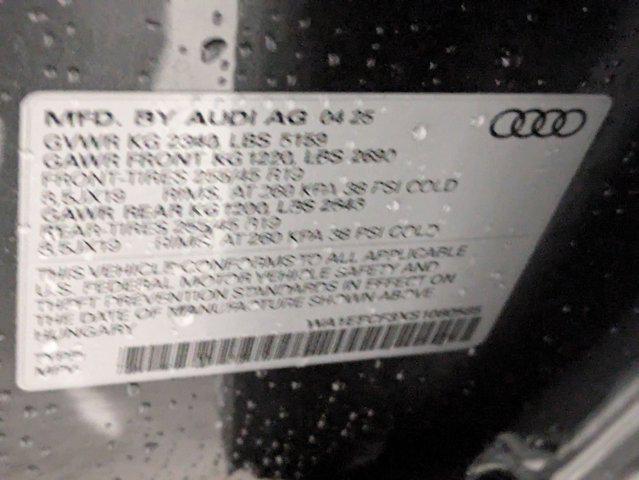 MFD. BY AUDI AG 04 25
GVWR KG 2340, LBS 5159
GAWR FRONT KG 1220, LBS 2690
FRONT-TIRES 255/45 R19
8.5JX19 RIMS, AT 260 KPA 38 PSI COLD
GAWR REAR KG 1200, LBS 2643
REAR-TIRES 255/45 R19
8.5JX19 RIMS, AT 260 KPA 38 PSI COLD
THIS VEHICLE CONFORMS TO ALL APPLICABLE
U.S. FEDERAL MOTOR VEHICLE SAFETY AND
THEFT PREVENTION STANDARDS IN EFFECT ON
THE DATE OF MANUFACTURE SHOWN ABOVE.
HUNGARY